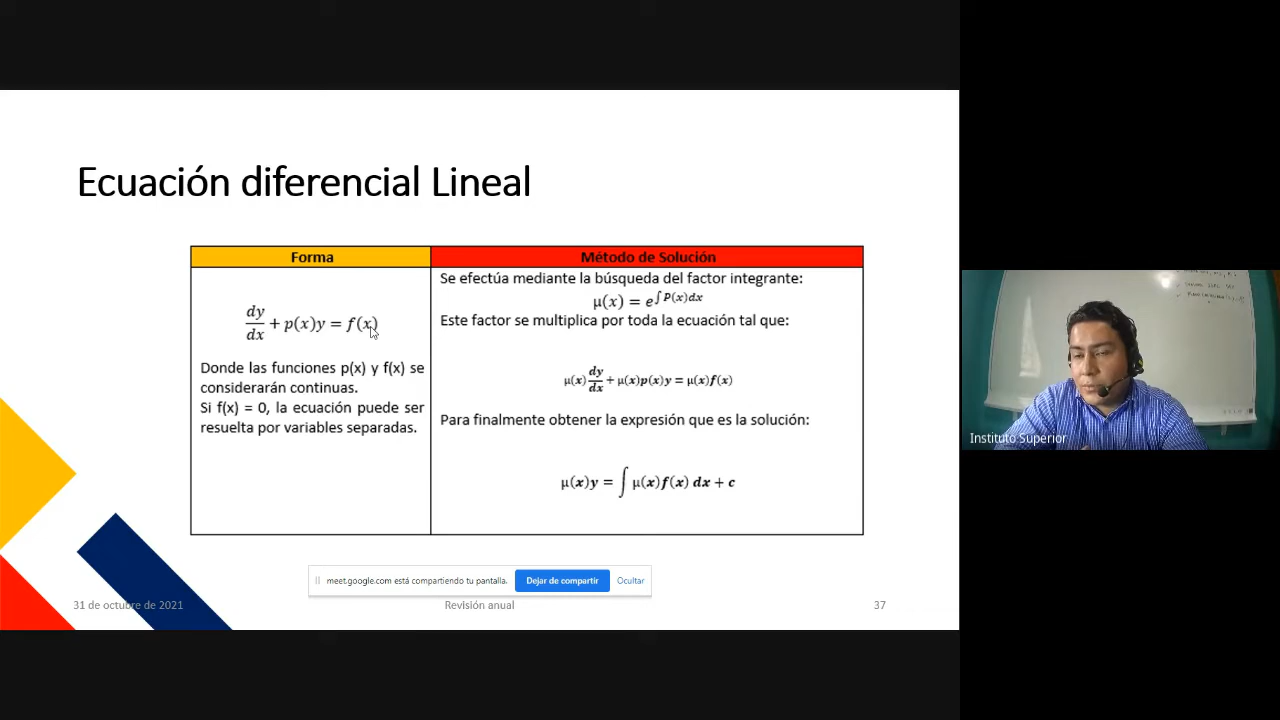 Ecuación diferencial Lineal
Forma
dy/dx + p(x)y = f(x)
Donde las funciones p(x) y f(x) se
considerarán continuas.
Si f(x) = 0, la ecuación puede ser
resuelta por variables separadas.
Método de Solución
Se efectúa mediante la búsqueda del factor integrante:
μ(x) = e^∫P(x)dx
Este factor se multiplica por toda la ecuación tal que:
μ(x) dy/dx + μ(x)p(x)y = μ(x)f(x)
Para finalmente obtener la expresión que es la solución:
μ(x)y = ∫ μ(x)f(x) dx + c
meet.google.com está compartiendo tu pantalla. Dejar de compartir Ocultar
31 de octubre de 2021 Revisión anual 37
Instituto Superior